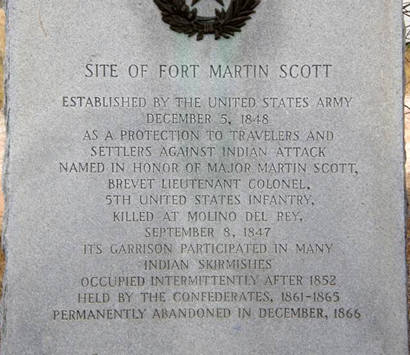 SITE OF FORT MARTIN SCOTT
ESTABLISHED BY THE UNITED STATES ARMY
DECEMBER 5, 1848
AS A PROTECTION TO TRAVELERS AND
SETTLERS AGAINST INDIAN ATTACK
NAMED IN HONOR OF MAJOR MARTIN SCOTT,
BREVET LIEUTENANT COLONEL,
5TH UNITED STATES INFANTRY,
KILLED AT MOLINO DEL REY,
SEPTEMBER 8, 1847
ITS GARRISON PARTICIPATED IN MANY
INDIAN SKIRMISHES
OCCUPIED INTERMITTENTLY AFTER 1852
HELD BY THE CONFEDERATES, 1861-1865
PERMANENTLY ABANDONED IN DECEMBER, 1866